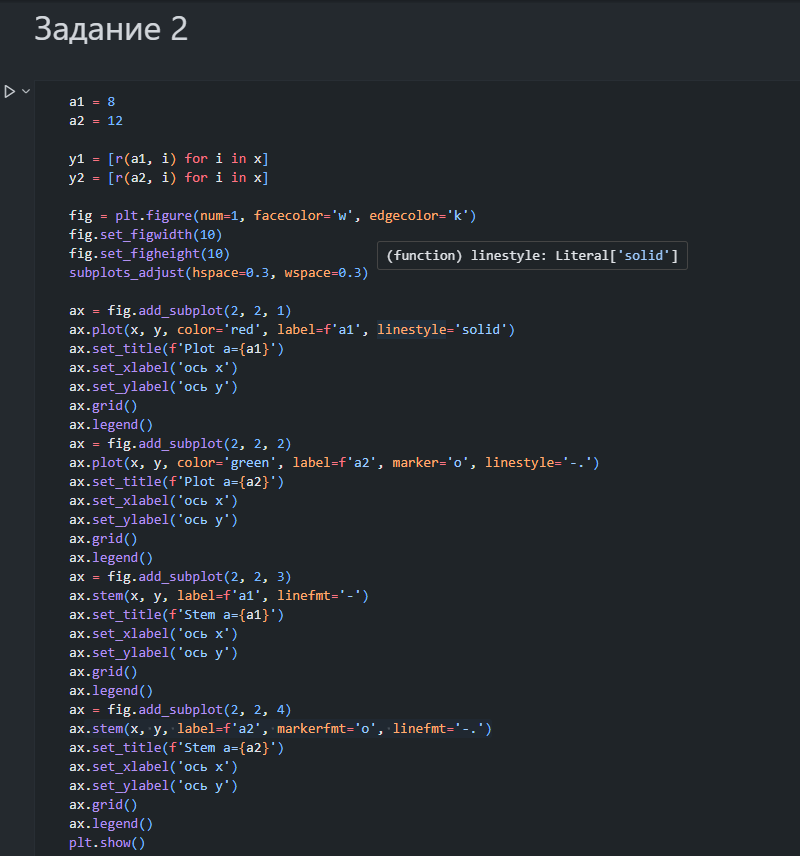 Задание 2
a1 = 8
a2 = 12
y1 = [r(a1, i) for i in x]
y2 = [r(a2, i) for i in x]
fig = plt.figure(num=1, facecolor='w', edgecolor='k')
fig.set_figwidth(10)
fig.set_figheight(10)
(function) linestyle: Literal['solid']
subplots_adjust(hspace=0.3, wspace=0.3)
ax = fig.add_subplot(2, 2, 1)
ax.plot(x, y, color='red', label=f'a1', linestyle='solid')
ax.set_title(f'Plot a={a1}')
ax.set_xlabel('ось x')
ax.set_ylabel('ось y')
ax.grid()
ax.legend()
ax = fig.add_subplot(2, 2, 2)
ax.plot(x, y, color='green', label=f'a2', marker='o', linestyle='-.')
ax.set_title(f'Plot a={a2}')
ax.set_xlabel('ось x')
ax.set_ylabel('ось y')
ax.grid()
ax.legend()
ax = fig.add_subplot(2, 2, 3)
ax.stem(x, y, label=f'a1', linefmt='-')
ax.set_title(f'Stem a={a1}')
ax.set_xlabel('ось x')
ax.set_ylabel('ось y')
ax.grid()
ax.legend()
ax = fig.add_subplot(2, 2, 4)
ax.stem(x, y, label=f'a2', markerfmt='o', linefmt='-.')
ax.set_title(f'Stem a={a2}')
ax.set_xlabel('ось x')
ax.set_ylabel('ось y')
ax.grid()
ax.legend()
plt.show()